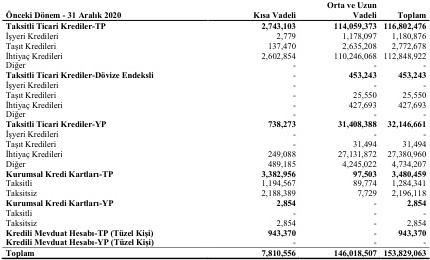 Orta ve Uzun
Önceki Dönem - 31 Aralık 2020 Kısa Vadeli Vadeli Toplam
Taksitli Ticari Krediler-TP 2,743,103 114,059,373 116,802,476
İşyeri Kredileri 2,779 1,178,097 1,180,876
Taşıt Kredileri 137,470 2,635,208 2,772,678
İhtiyaç Kredileri 2,602,854 110,246,068 112,848,922
Diğer - - -
Taksitli Ticari Krediler-Dövize Endeksli - 453,243 453,243
İşyeri Kredileri - - -
Taşıt Kredileri - 25,550 25,550
İhtiyaç Kredileri - 427,693 427,693
Diğer - - -
Taksitli Ticari Krediler-YP 738,273 31,408,388 32,146,661
İşyeri Kredileri - - -
Taşıt Kredileri - 31,494 31,494
İhtiyaç Kredileri 249,088 27,131,872 27,380,960
Diğer 489,185 4,245,022 4,734,207
Kurumsal Kredi Kartları-TP 3,382,956 97,503 3,480,459
Taksitli 1,194,567 89,774 1,284,341
Taksitsiz 2,188,389 7,729 2,196,118
Kurumsal Kredi Kartları-YP 2,854 - 2,854
Taksitli - - -
Taksitsiz 2,854 - 2,854
Kredili Mevduat Hesabı-TP (Tüzel Kişi) 943,370 - 943,370
Kredili Mevduat Hesabı-YP (Tüzel Kişi) - - -
Toplam 7,810,556 146,018,507 153,829,063